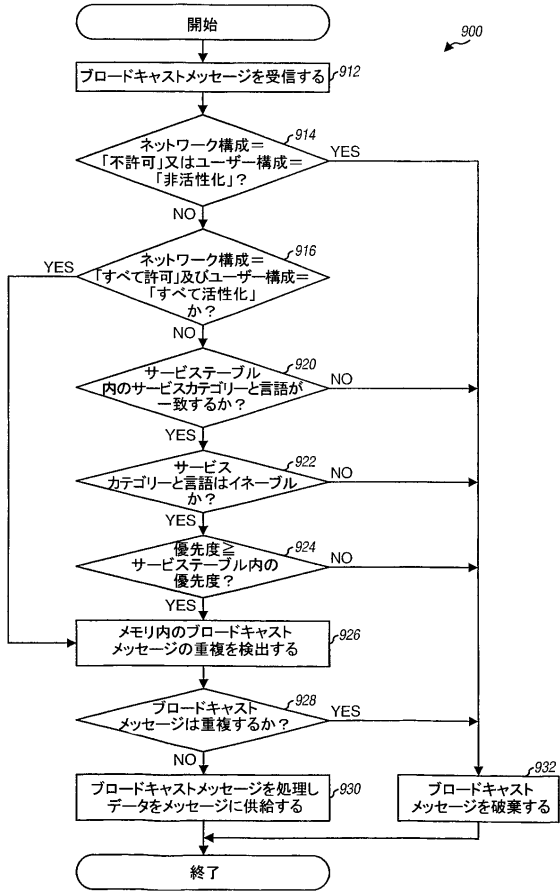 開始
900
ブロードキャストメッセージを受信する
912
ネットワーク構成=
「不許可」又はユーザー構成=
「非活性化」?
914
YES
NO
ネットワーク構成=
「すべて許可」及びユーザー構成=
「すべて活性化」
か?
916
YES
NO
サービステーブル
内のサービスカテゴリーと言語が
一致するか?
920
NO
YES
サービス
カテゴリーと言語はイネーブル
か?
922
NO
YES
優先度≧
サービステーブル内の
優先度?
924
NO
YES
メモリ内のブロードキャスト
メッセージの重複を検出する
926
ブロードキャスト
メッセージは重複するか?
928
YES
NO
ブロードキャストメッセージを処理し
データをメッセージに供給する
930
ブロードキャスト
メッセージを破棄する
932
終了